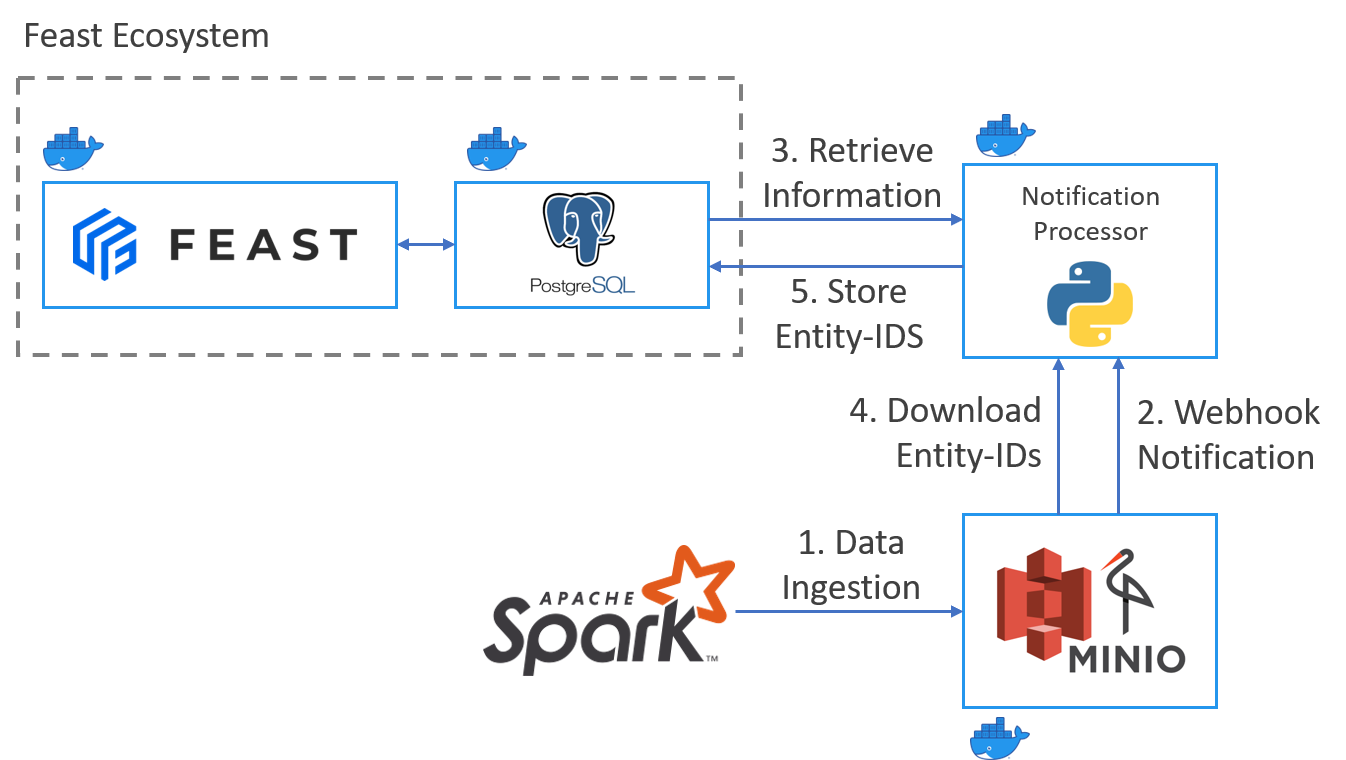 Feast Ecosystem
FEAST
PostgreSQL
3. Retrieve
Information
5. Store
Entity-IDS
Notification
Processor
4. Download
Entity-IDs
2. Webhook
Notification
1. Data
Ingestion
APACHE
Spark™
MINIO